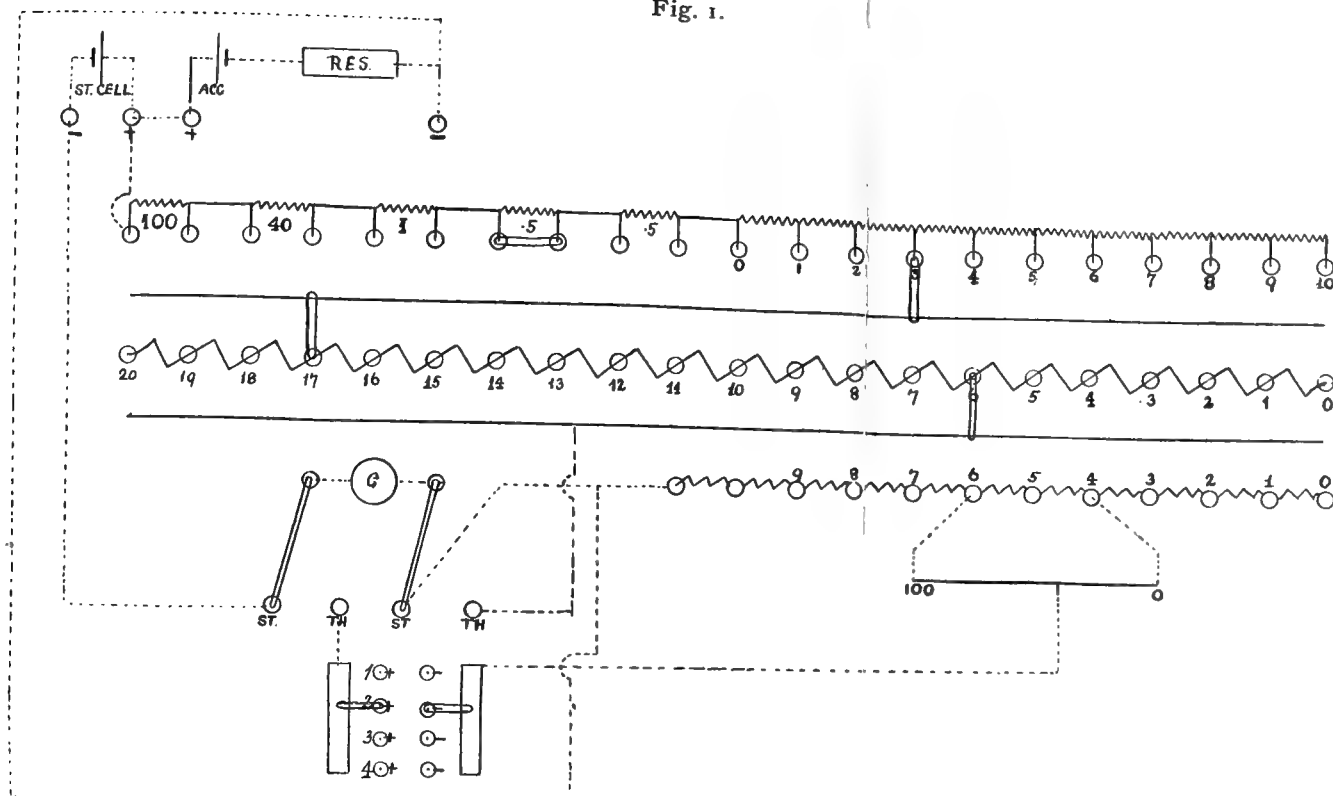 Fig. 1.
RES.
ST. CELL ACC
- + + -
100 40 1 .5 .5 0 1 2 3 4 5 6 7 8 9 10
20 19 18 17 16 15 14 13 12 11 10 9 8 7 6 5 4 3 2 1 0
G 9 8 7 6 5 4 3 2 1 0
100 0
ST. TH ST TH
1 + -
2 + -
3 + -
4 + -